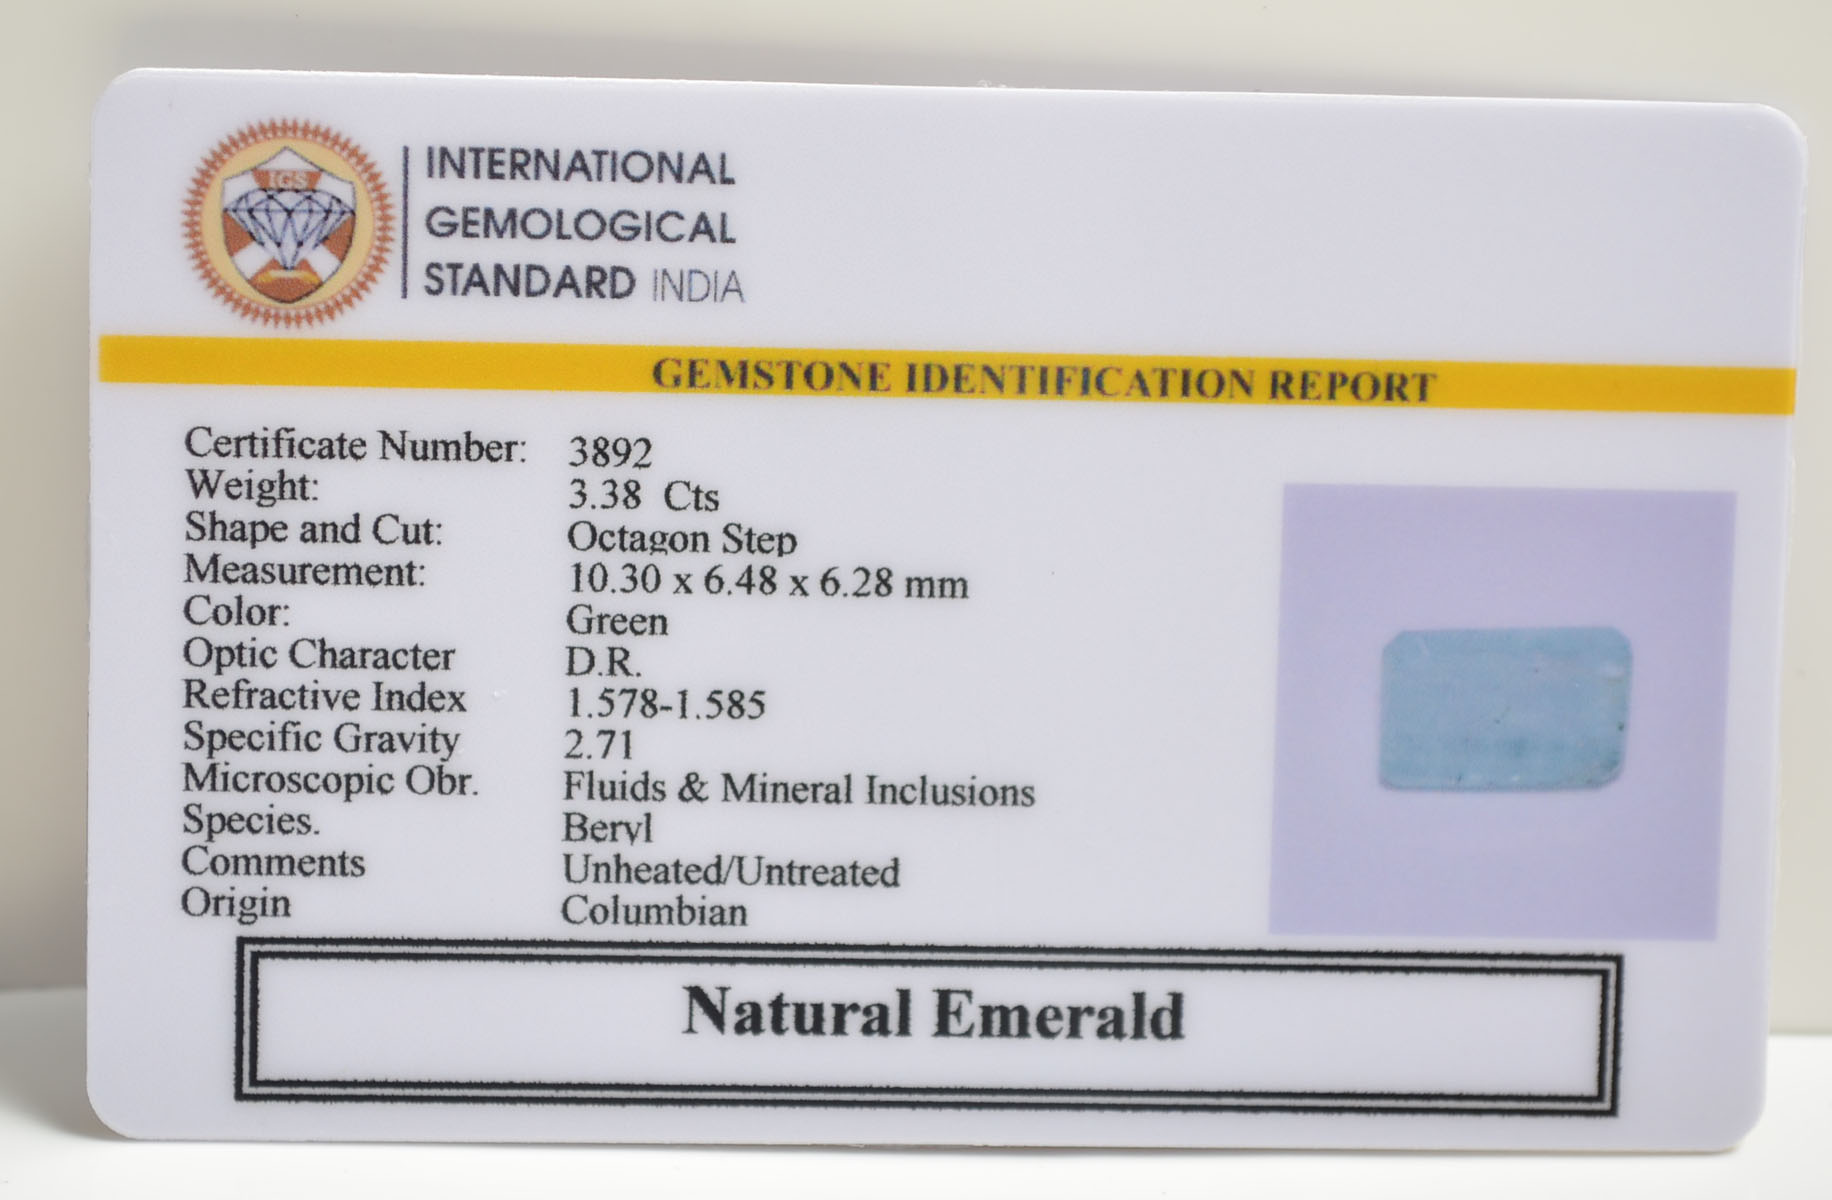 IGS
INTERNATIONAL
GEMOLOGICAL
STANDARD INDIA
GEMSTONE IDENTIFICATION REPORT
Certificate Number: 3892
Weight: 3.38 Cts
Shape and Cut: Octagon Step
Measurement: 10.30 x 6.48 x 6.28 mm
Color: Green
Optic Character D.R.
Refractive Index 1.578-1.585
Specific Gravity 2.71
Microscopic Obr. Fluids & Mineral Inclusions
Species. Beryl
Comments Unheated/Untreated
Origin Columbian
Natural Emerald